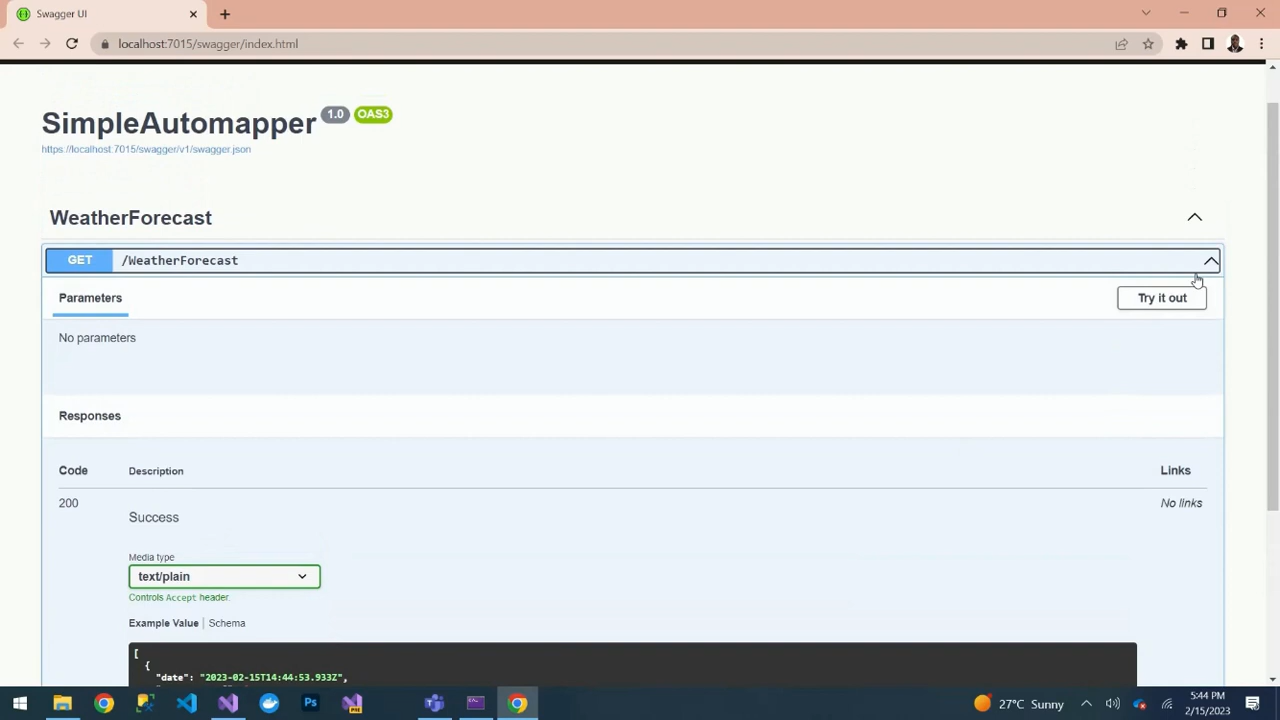 Swagger UI
localhost:7015/swagger/index.html
SimpleAutomapper 1.0 OAS3
https://localhost:7015/swagger/v1/swagger.json
WeatherForecast
GET /WeatherForecast
Parameters
Try it out
No parameters
Responses
Code Description Links
200 Success No links
Media type
text/plain
Controls Accept header.
Example Value | Schema
[
{
"date": "2023-02-15T14:44:53.933Z",
27°C Sunny
5:44 PM
2/15/2023